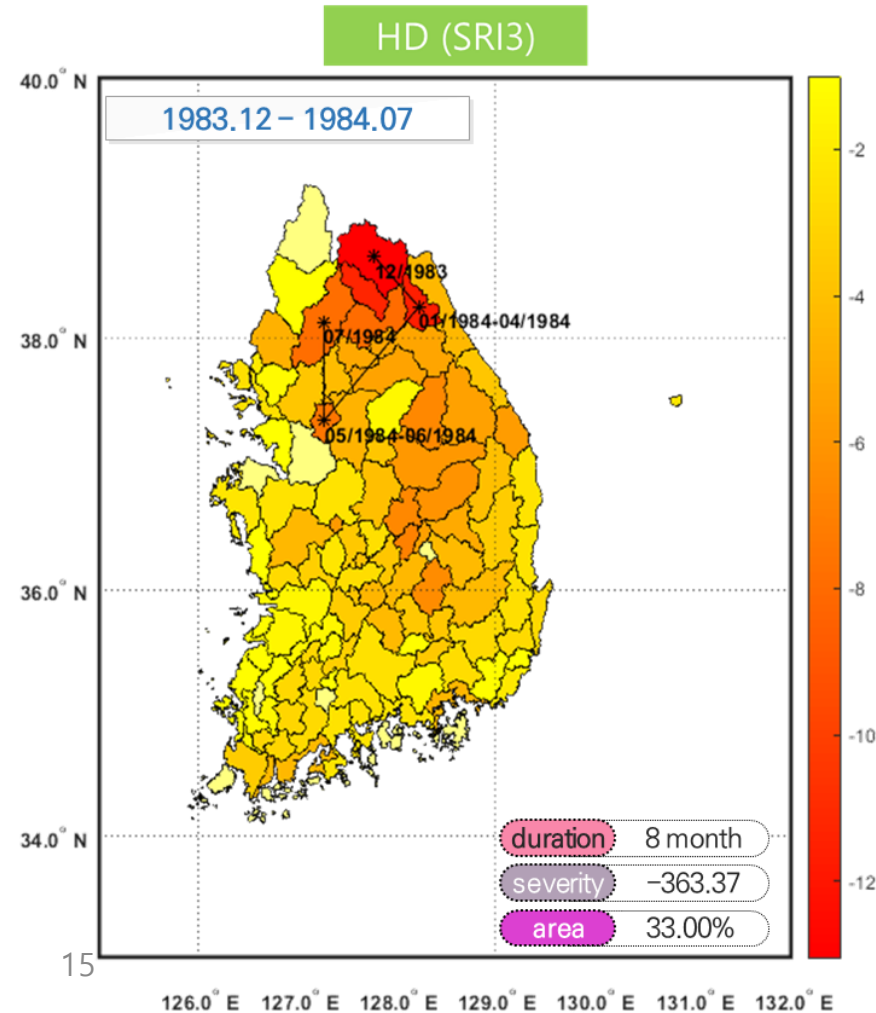 HD (SRI3)
40.0° N
1983.12 – 1984.07
-2
12/1983
-4
01/1984-04/1984
38.0° N
07/1984
05/1984-06/1984
-6
36.0° N
-8
-10
34.0° N
duration 8 month
severity -363.37
-12
area 33.00%
15
126.0° E 127.0° E 128.0° E 129.0° E 130.0° E 131.0° E 132.0° E